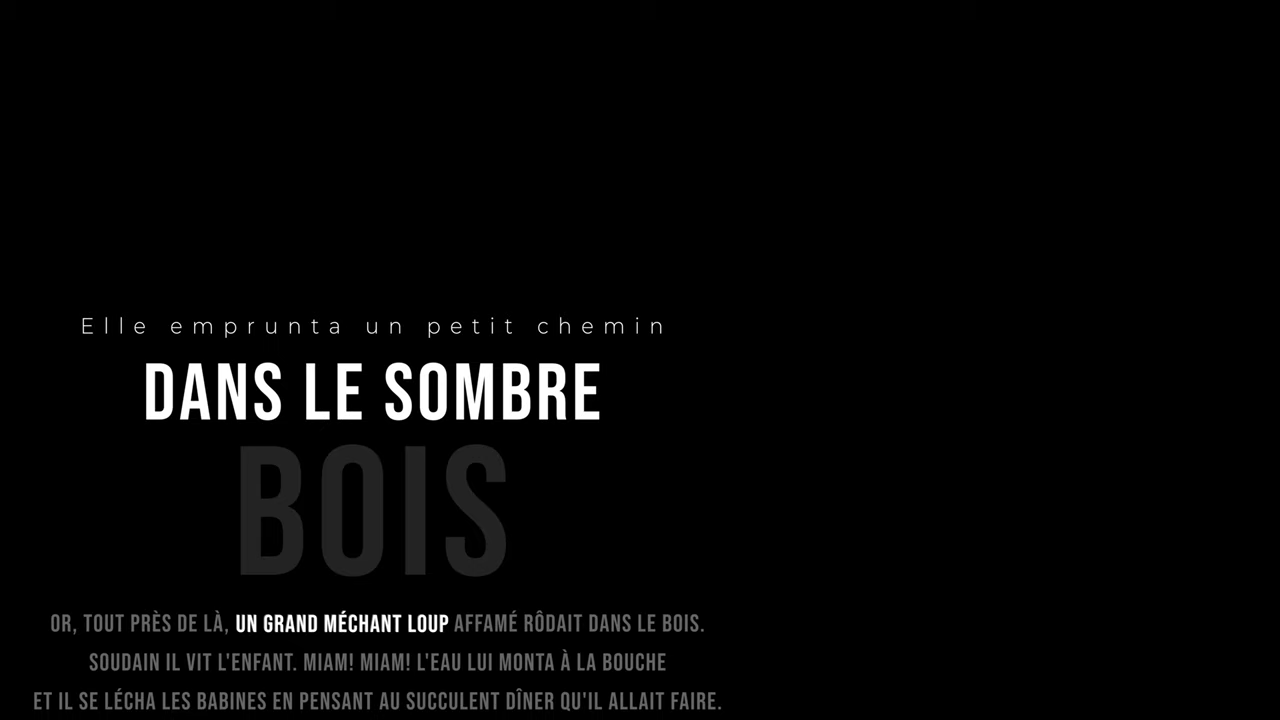 Elle emprunta un petit chemin
DANS LE SOMBRE
BOIS
OR, TOUT PRÈS DE LÀ, UN GRAND MÉCHANT LOUP AFFAMÉ RÔDAIT DANS LE BOIS.
SOUDAIN IL VIT L'ENFANT. MIAM! MIAM! L'EAU LUI MONTA À LA BOUCHE
ET IL SE LÉCHA LES BABINES EN PENSANT AU SUCCULENT DÎNER QU'IL ALLAIT FAIRE.